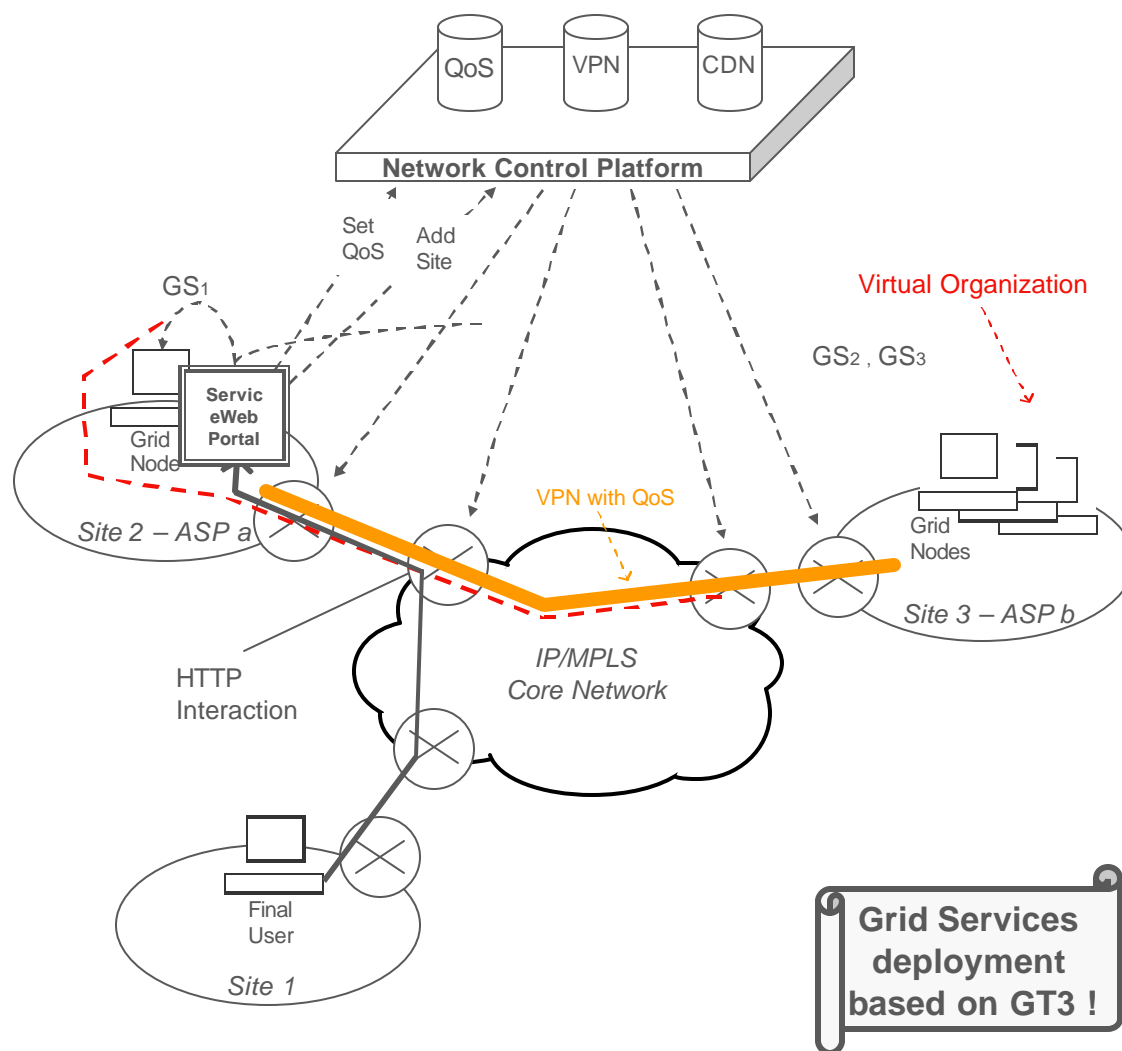 QoS
VPN
CDN
Network Control Platform
Set
QoS
Add
Site
GS1
Virtual Organization
GS2 , GS3
Servic
eWeb
Portal
Grid
Node
Site 2 – ASP a
VPN with QoS
Grid
Nodes
Site 3 – ASP b
IP/MPLS
Core Network
HTTP
Interaction
Final
User
Site 1
Grid Services
deployment
based on GT3 !